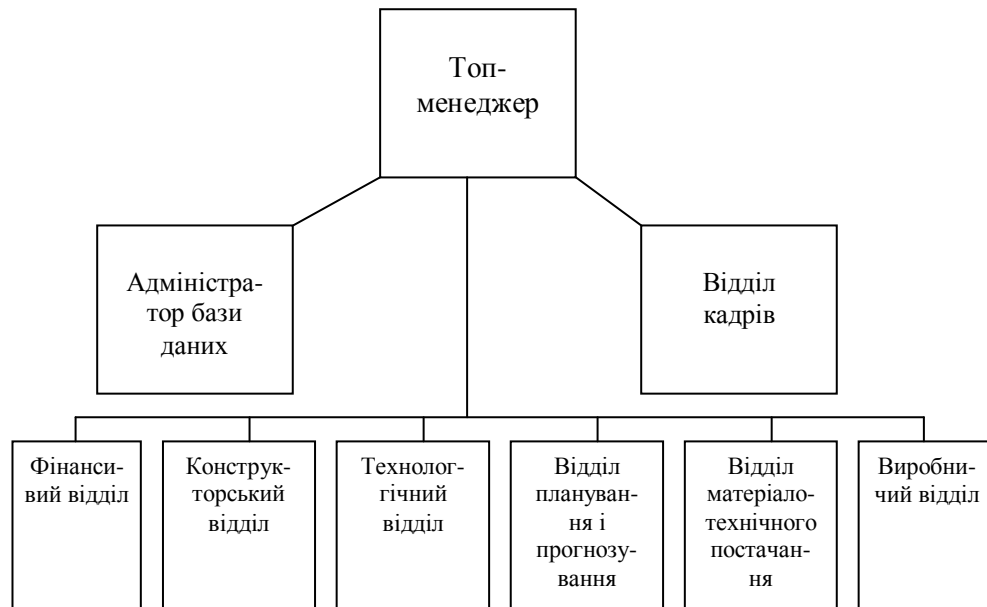 Топ-
менеджер
Адміністра-
тор бази
даних
Відділ
кадрів
Фінанси-
вий відділ
Конструк-
торський
відділ
Технолог-
гічний
відділ
Відділ
плануван-
ня і
прогнозу-
вання
Відділ
матеріало-
технічного
постачан-
ня
Виробни-
чий відділ